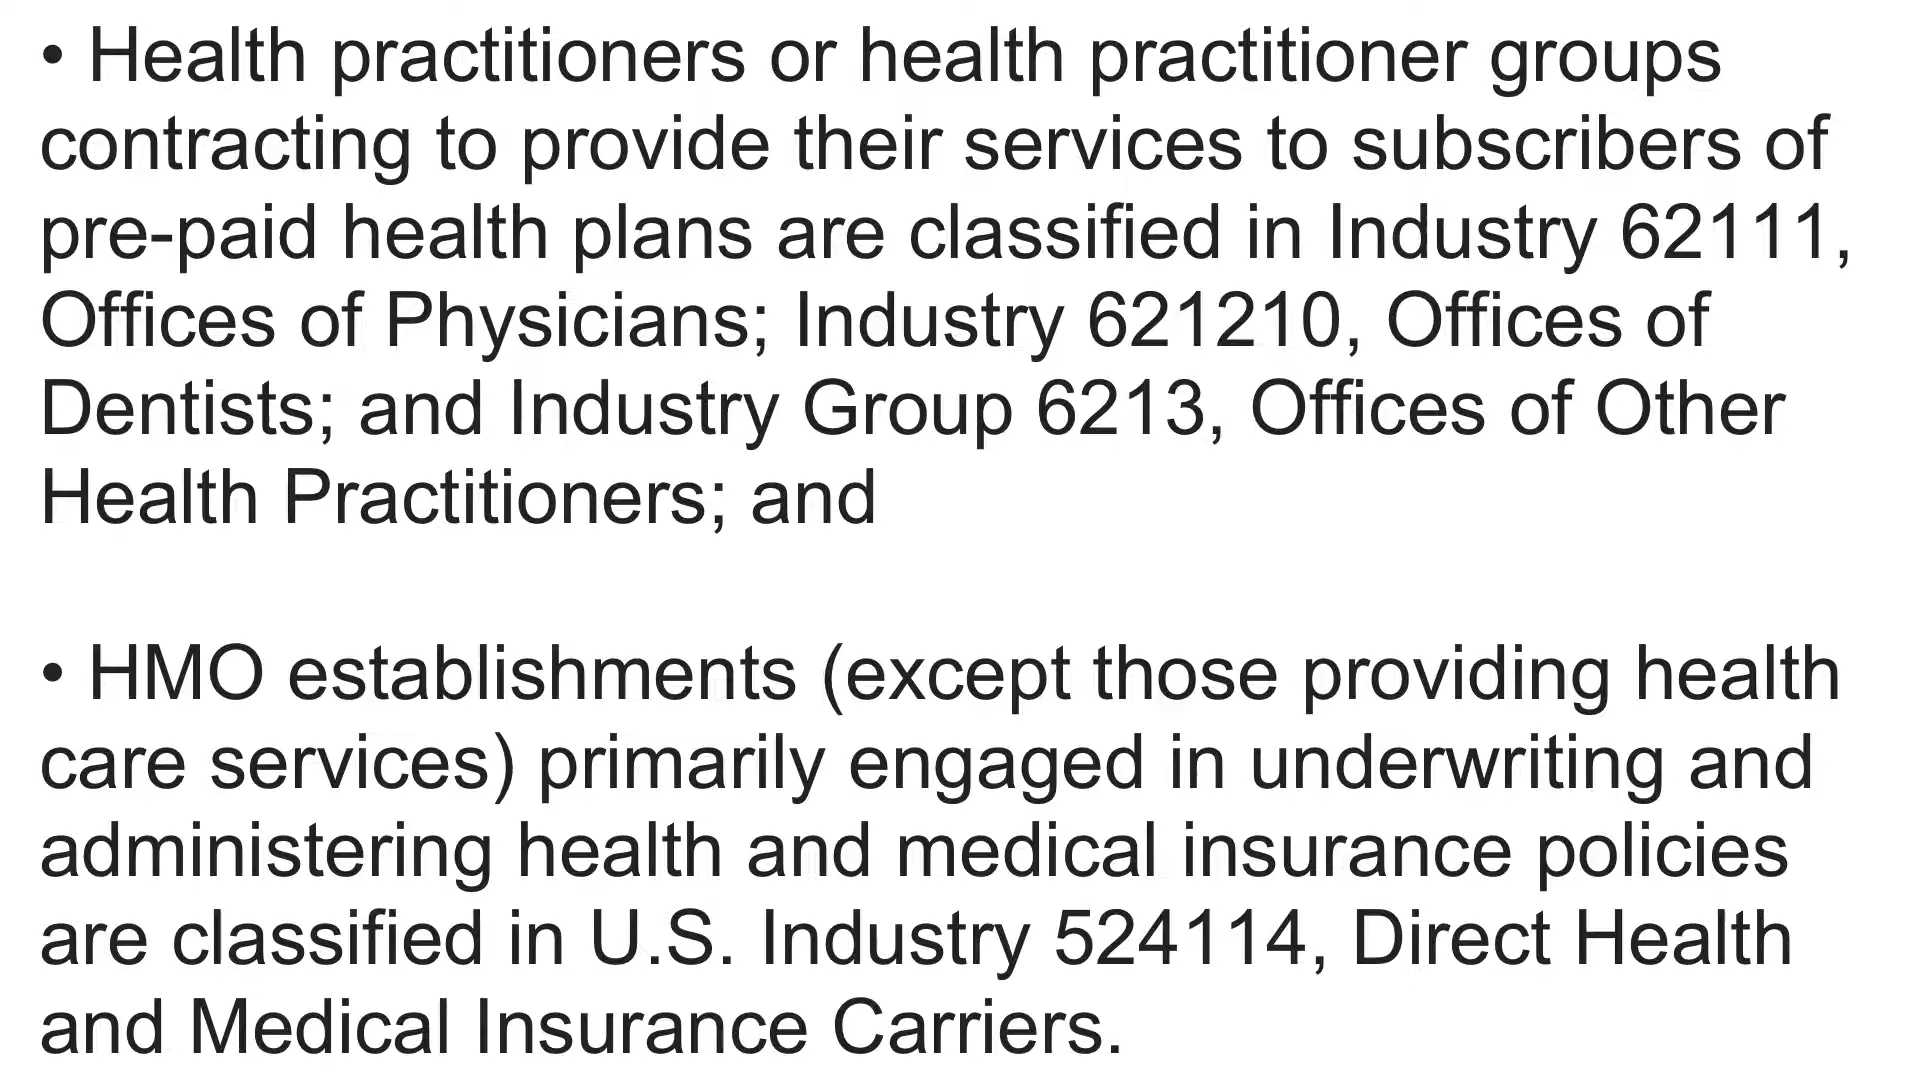 • Health practitioners or health practitioner groups
contracting to provide their services to subscribers of
pre-paid health plans are classified in Industry 62111,
Offices of Physicians; Industry 621210, Offices of
Dentists; and Industry Group 6213, Offices of Other
Health Practitioners; and
• HMO establishments (except those providing health
care services) primarily engaged in underwriting and
administering health and medical insurance policies
are classified in U.S. Industry 524114, Direct Health
and Medical Insurance Carriers.